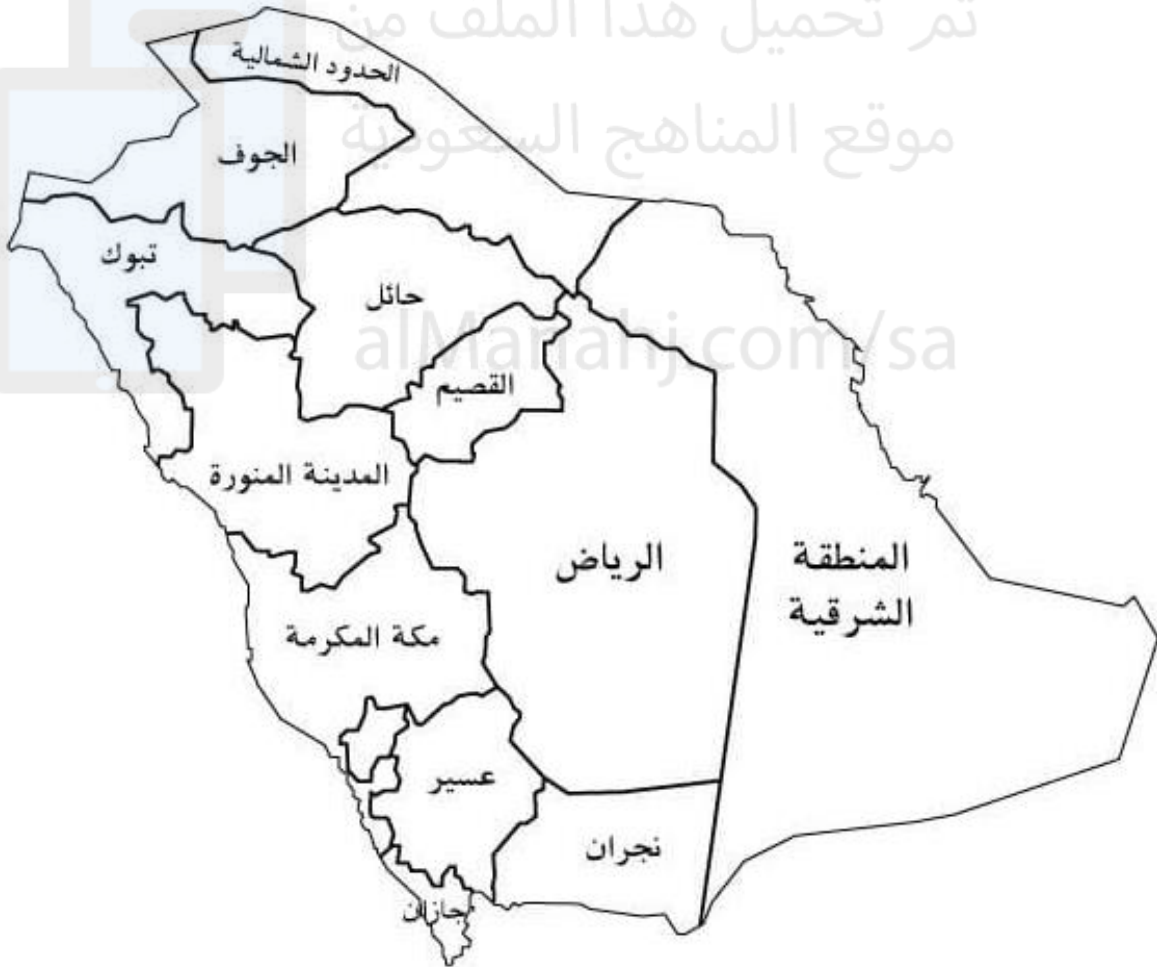 تم تحميل هذا الملف من
الحدود الشمالية
موقع المناهج السعودية
الجوف
تبوك
حائل
alManahj.com/sa
القصيم
المدينة المنورة
الرياض
المنطقة
الشرقية
مكة المكرمة
عسير
نجران
جازان